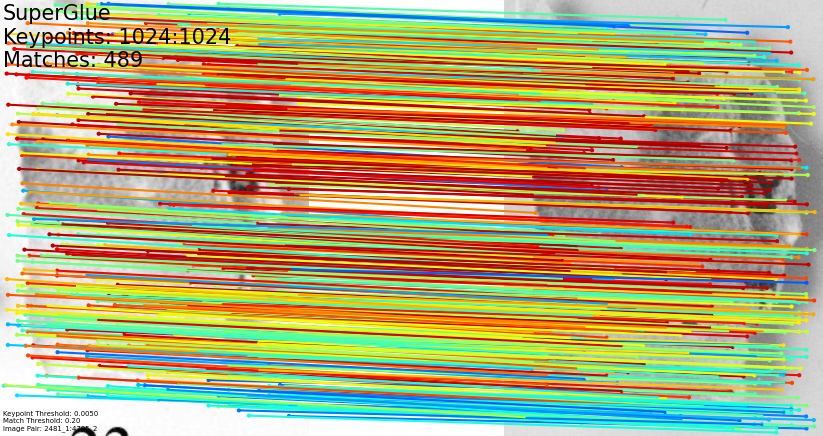 SuperGlue
Keypoints: 1024:1024
Matches: 489
Keypoint Threshold: 0.0050
Match Threshold: 0.20